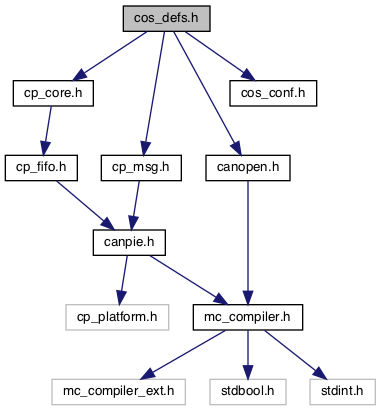 cos_defs.h
cp_core.h
cos_conf.h
cp_fifo.h
cp_msg.h
canopen.h
canpie.h
cp_platform.h
mc_compiler.h
mc_compiler_ext.h
stdbool.h
stdint.h